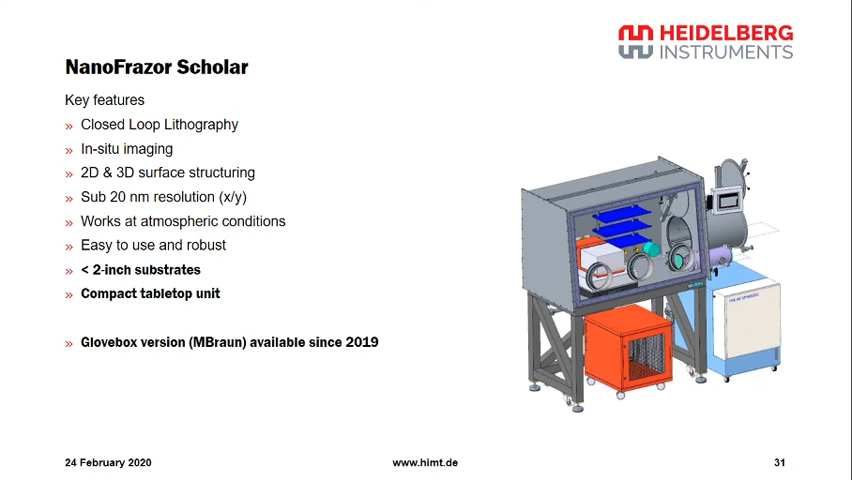 HEIDELBERG
INSTRUMENTS
NanoFrazor Scholar
Key features
» Closed Loop Lithography
» In-situ imaging
» 2D & 3D surface structuring
» Sub 20 nm resolution (x/y)
» Works at atmospheric conditions
» Easy to use and robust
» < 2-inch substrates
» Compact tabletop unit
» Glovebox version (MBraun) available since 2019
24 February 2020
www.himt.de
31